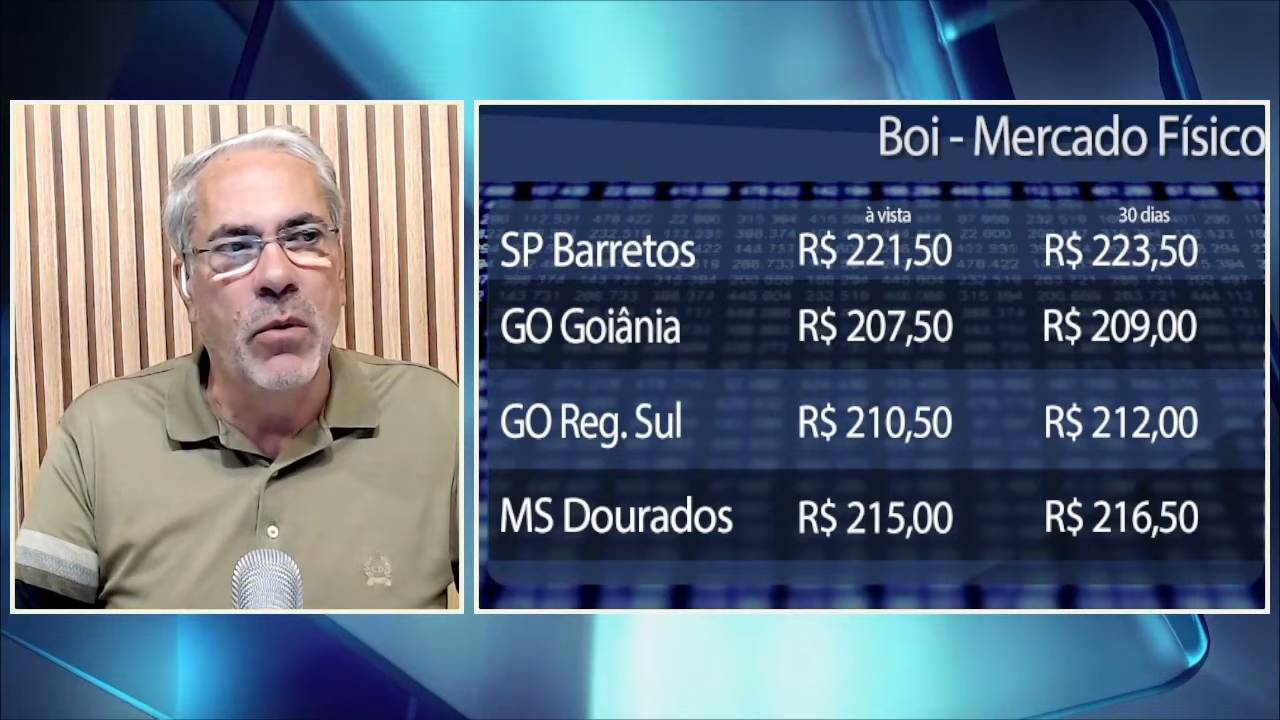 Boi - Mercado Físico
à vista 30 dias
SP Barretos R$ 221,50 R$ 223,50
GO Goiânia R$ 207,50 R$ 209,00
GO Reg. Sul R$ 210,50 R$ 212,00
MS Dourados R$ 215,00 R$ 216,50